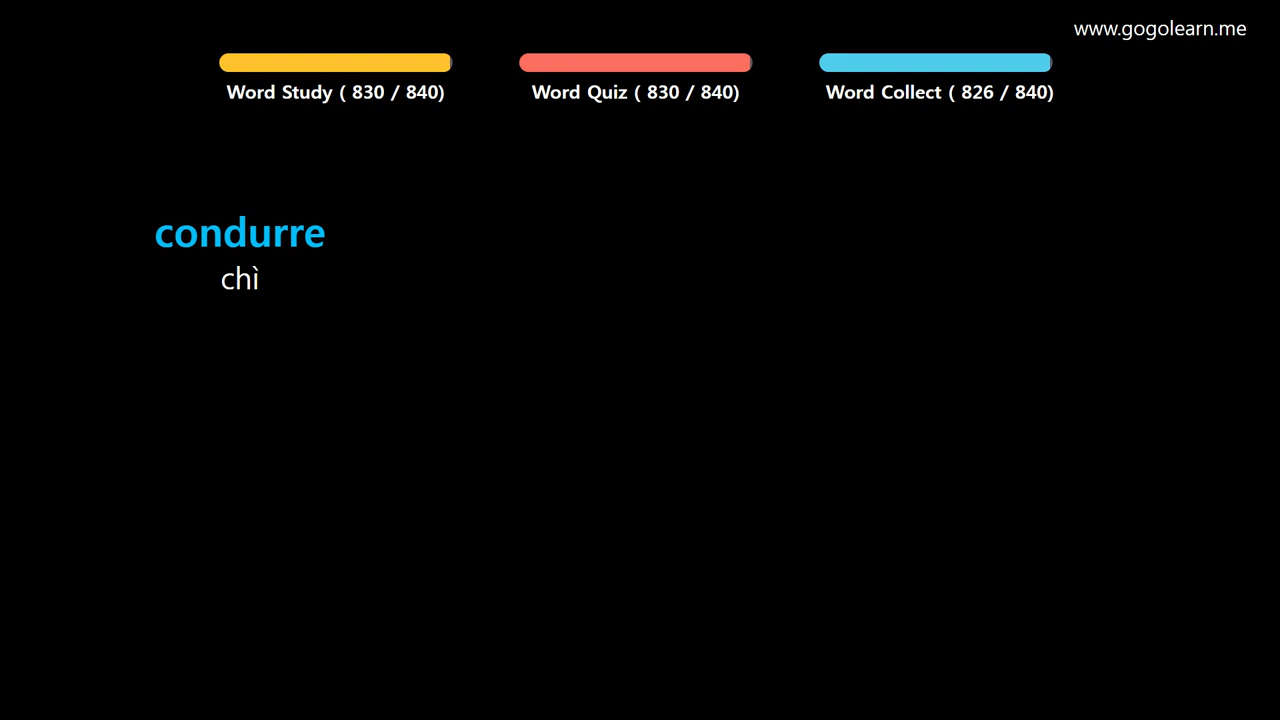 www.gogolearn.me
Word Study ( 830 / 840)
Word Quiz ( 830 / 840)
Word Collect ( 826 / 840)
condurre
chì